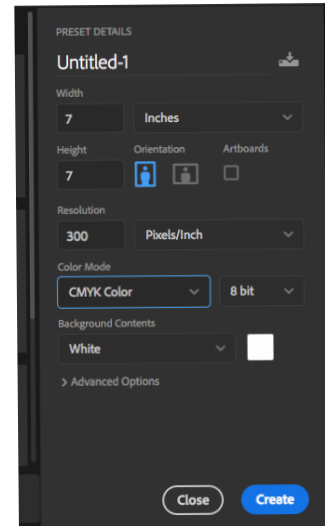 PRESET DETAILS
Untitled-1
Width
7 Inches
Height Orientation Artboards
7
Resolution
300 Pixels/Inch
Color Mode
CMYK Color 8 bit
Background Contents
White
> Advanced Options
Close Create